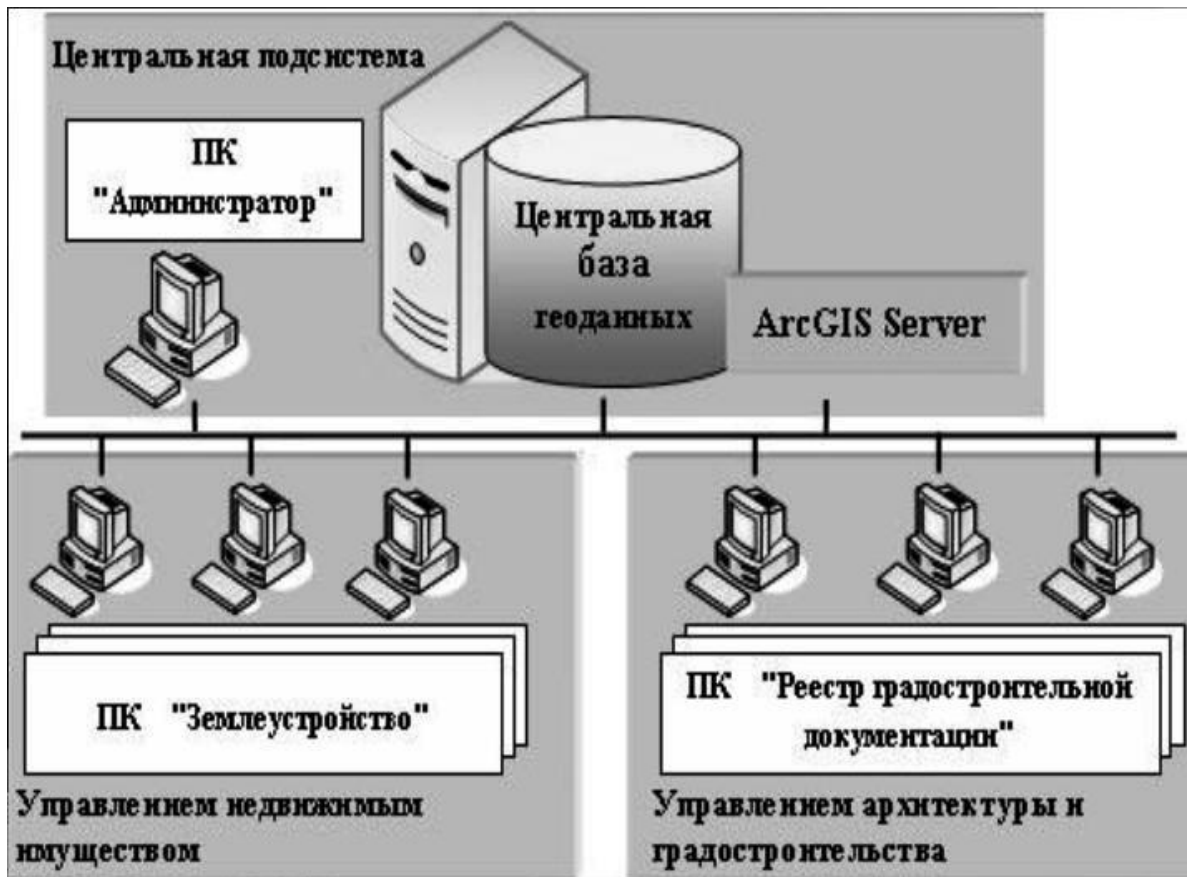 Центральная подсистема
ПК
"Администратор"
Центральная
база
геоданных
ArcGIS Server
ПК "Землеустройство"
Управлением недвижимым
имуществом
ПК "Реестр градостроительной
документации"
Управлением архитектуры и
градостроительства